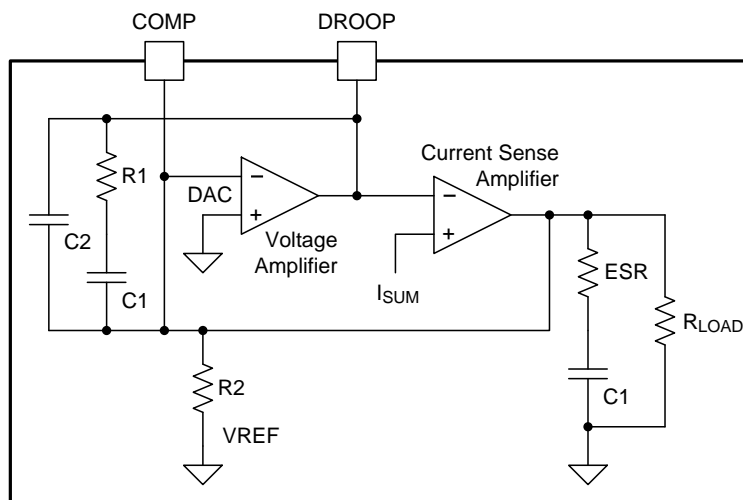 COMP
DROOP
Current Sense
Amplifier
R1
DAC
C2
Voltage
Amplifier
C1
ISUM
ESR
RLOAD
R2
C1
VREF